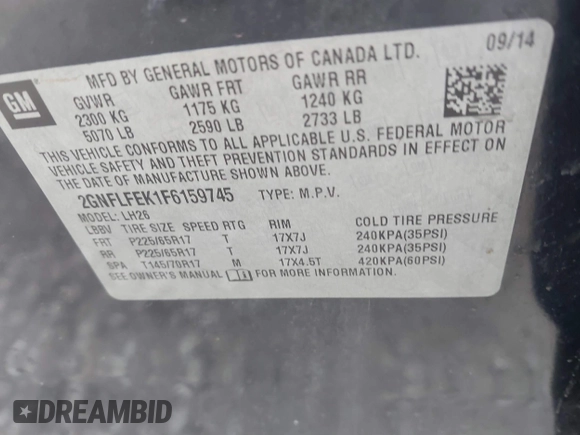 GM
MFD BY GENERAL MOTORS OF CANADA LTD. 09/14
GVWR GAWR FRT GAWR RR
2300 KG 1175 KG 1240 KG
5070 LB 2590 LB 2733 LB
THIS VEHICLE CONFORMS TO ALL APPLICABLE U.S. FEDERAL MOTOR
VEHICLE SAFETY AND THEFT PREVENTION STANDARDS IN EFFECT ON
THE DATE OF MANUFACTURE SHOWN ABOVE.
2GNFLFEK1F6159745 TYPE: M.P.V.
MODEL: LH26
LBBV TIRE SIZE SPEED RTG RIM COLD TIRE PRESSURE
FRT P225/65R17 T 17X7J 240KPA(35PSI)
RR P225/65R17 T 17X7J 240KPA(35PSI)
SPA T145/70R17 M 17X4.5T 420KPA(60PSI)
SEE OWNER'S MANUAL FOR MORE INFORMATION.
DREAMBID